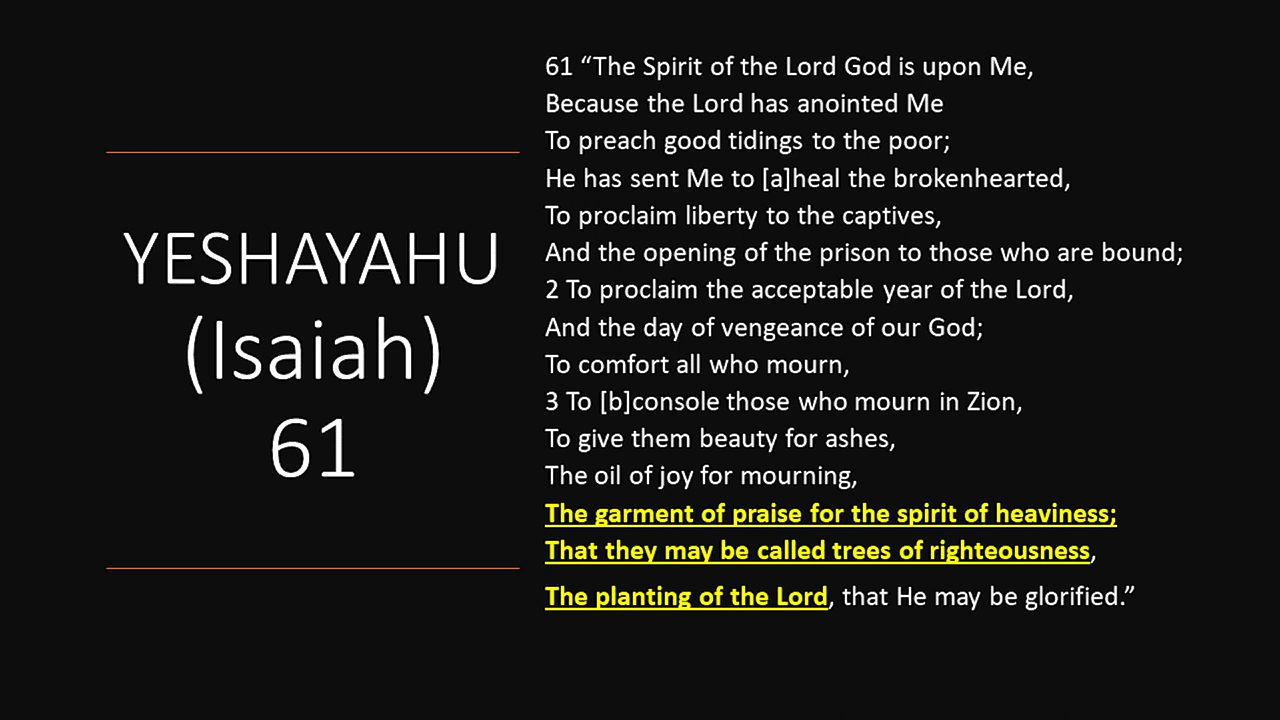 YESHAYAHU
(Isaiah)
61
61 “The Spirit of the Lord God is upon Me,
Because the Lord has anointed Me
To preach good tidings to the poor;
He has sent Me to [a]heal the brokenhearted,
To proclaim liberty to the captives,
And the opening of the prison to those who are bound;
2 To proclaim the acceptable year of the Lord,
And the day of vengeance of our God;
To comfort all who mourn,
3 To [b]console those who mourn in Zion,
To give them beauty for ashes,
The oil of joy for mourning,
The garment of praise for the spirit of heaviness;
That they may be called trees of righteousness,
The planting of the Lord, that He may be glorified.”